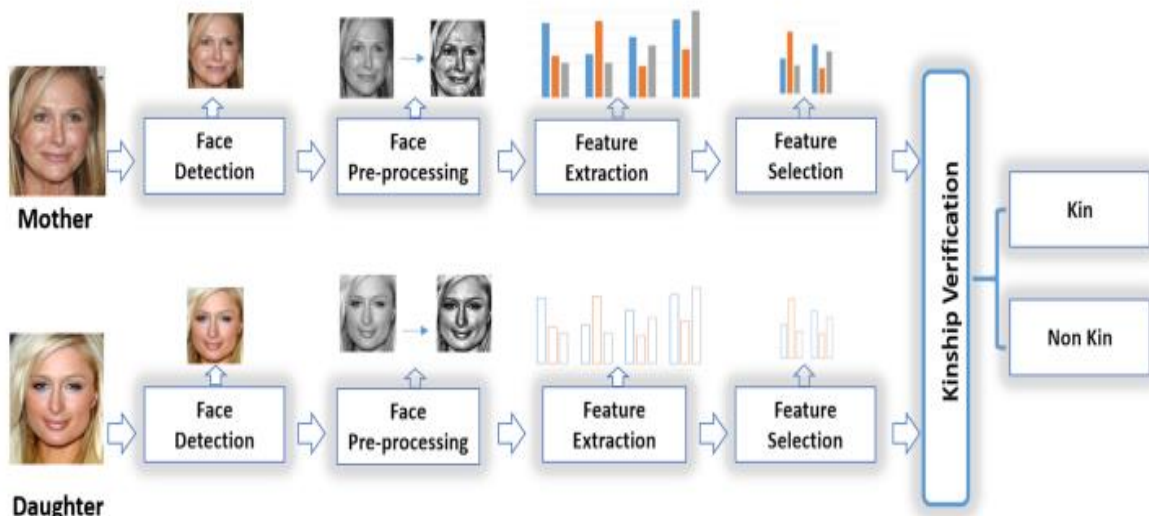 Face
Detection
Face
Pre-processing
Feature
Extraction
Feature
Selection
Mother
Kinship Verification
Kin
Non Kin
Face
Detection
Face
Pre-processing
Feature
Extraction
Feature
Selection
Daughter